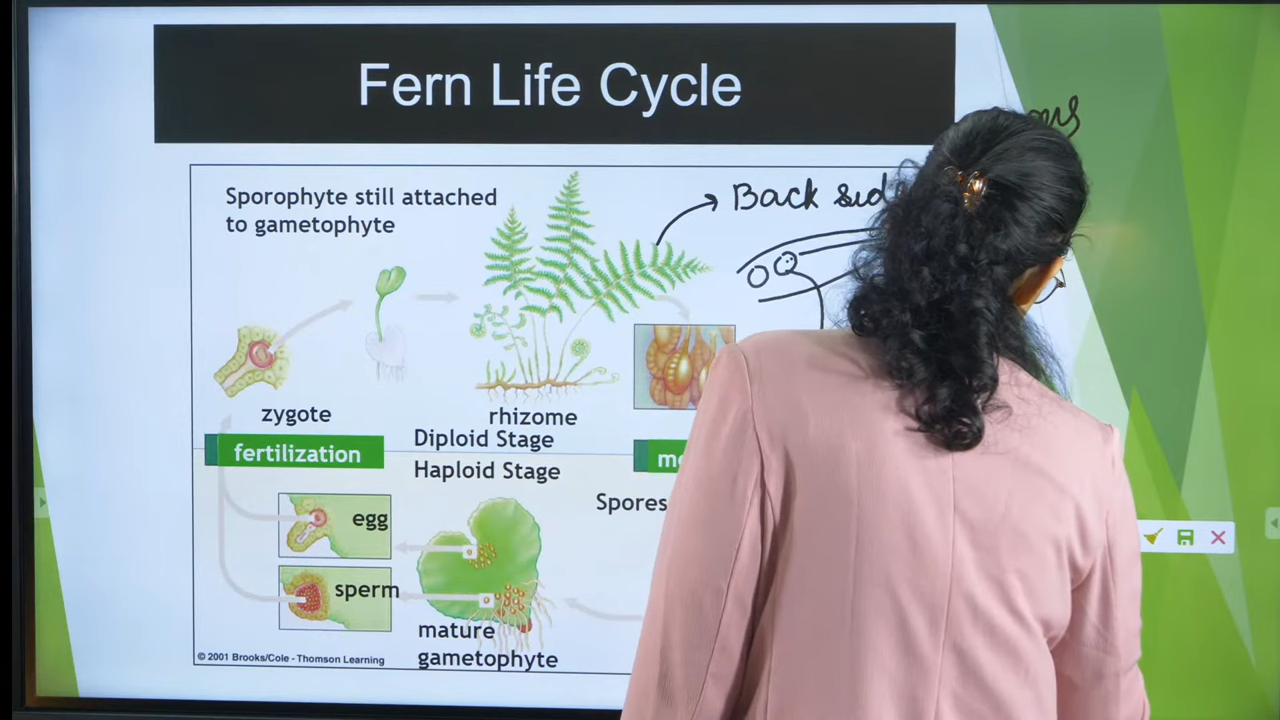 Fern Life Cycle
Sporophyte still attached
to gametophyte
Back
zygote
rhizome
fertilization
Diploid Stage
Haploid Stage
Spores
egg
sperm
mature
gametophyte
© 2001 Brooks/Cole - Thomson Learning